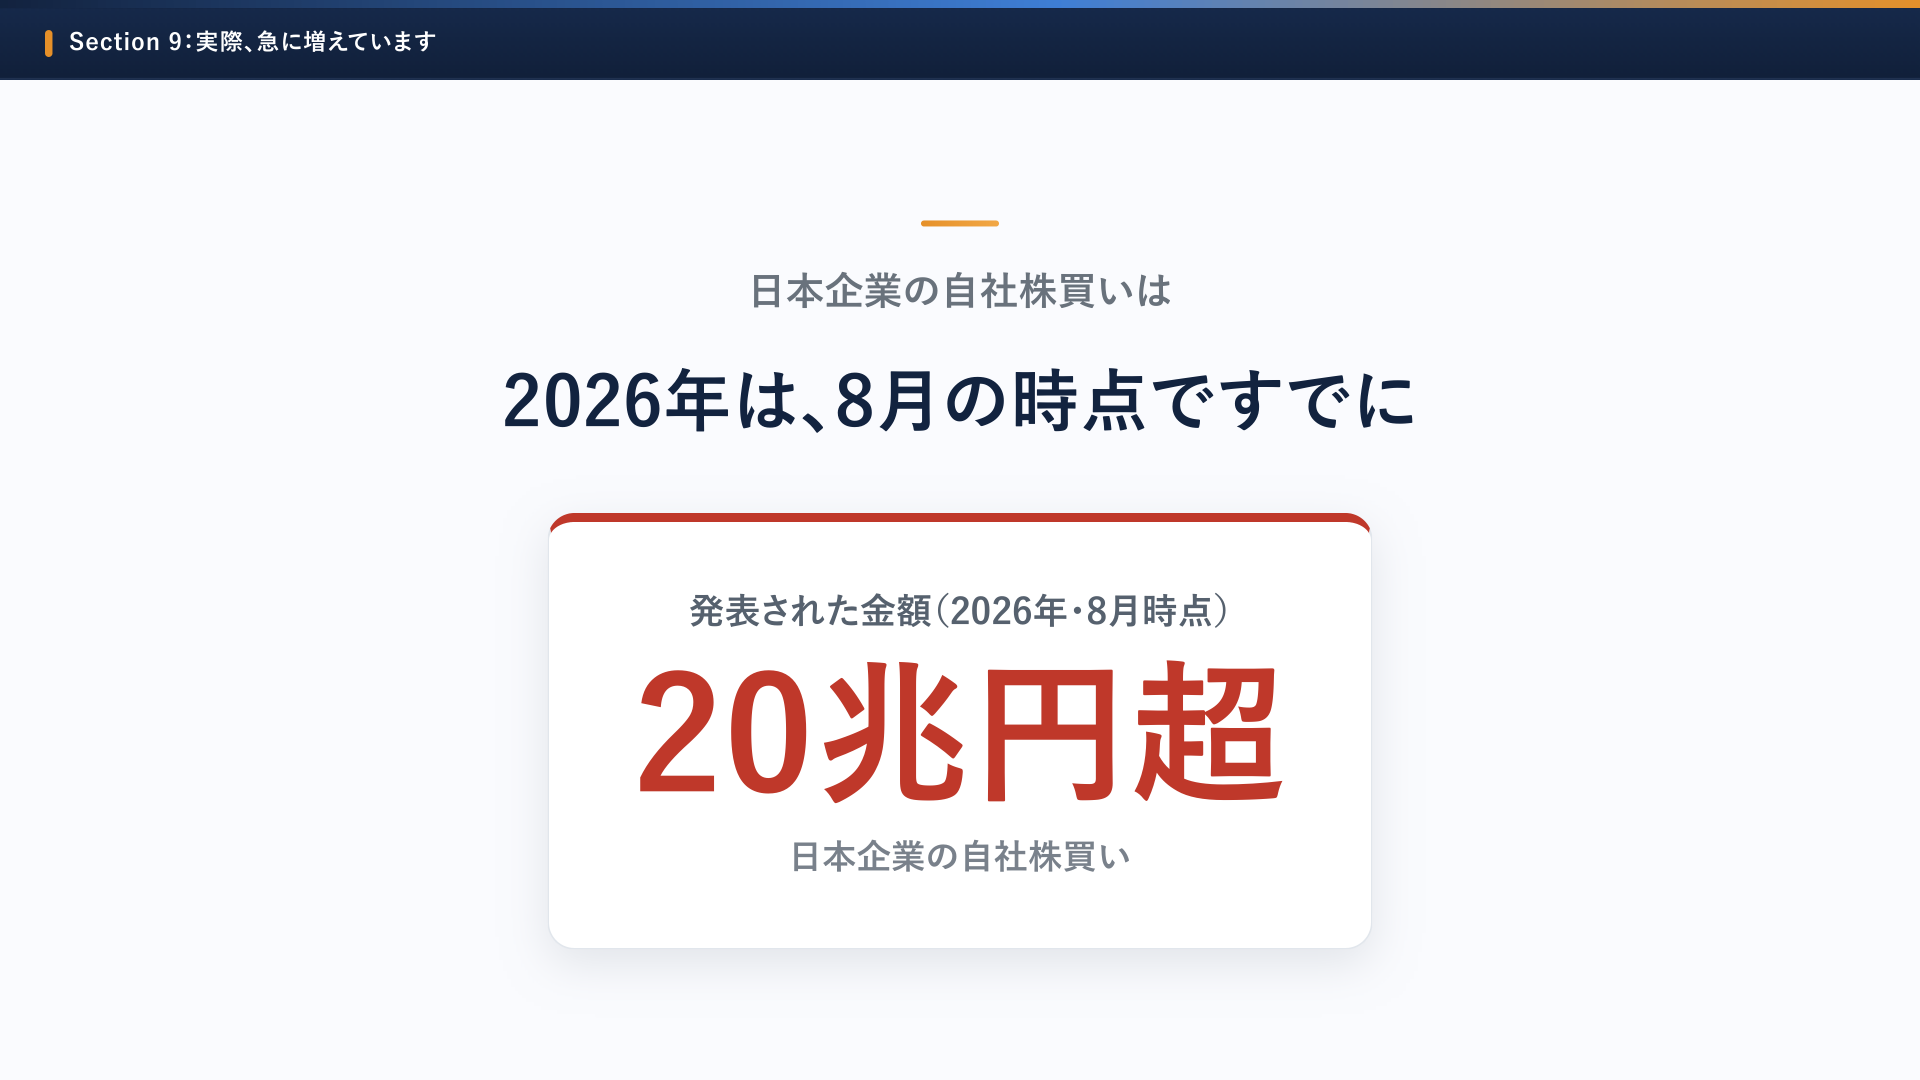 Section 9：実際、急に増えています
日本企業の自社株買いは
2026年は、8月の時点ですでに
発表された金額（2026年・8月時点）
20兆円超
日本企業の自社株買い